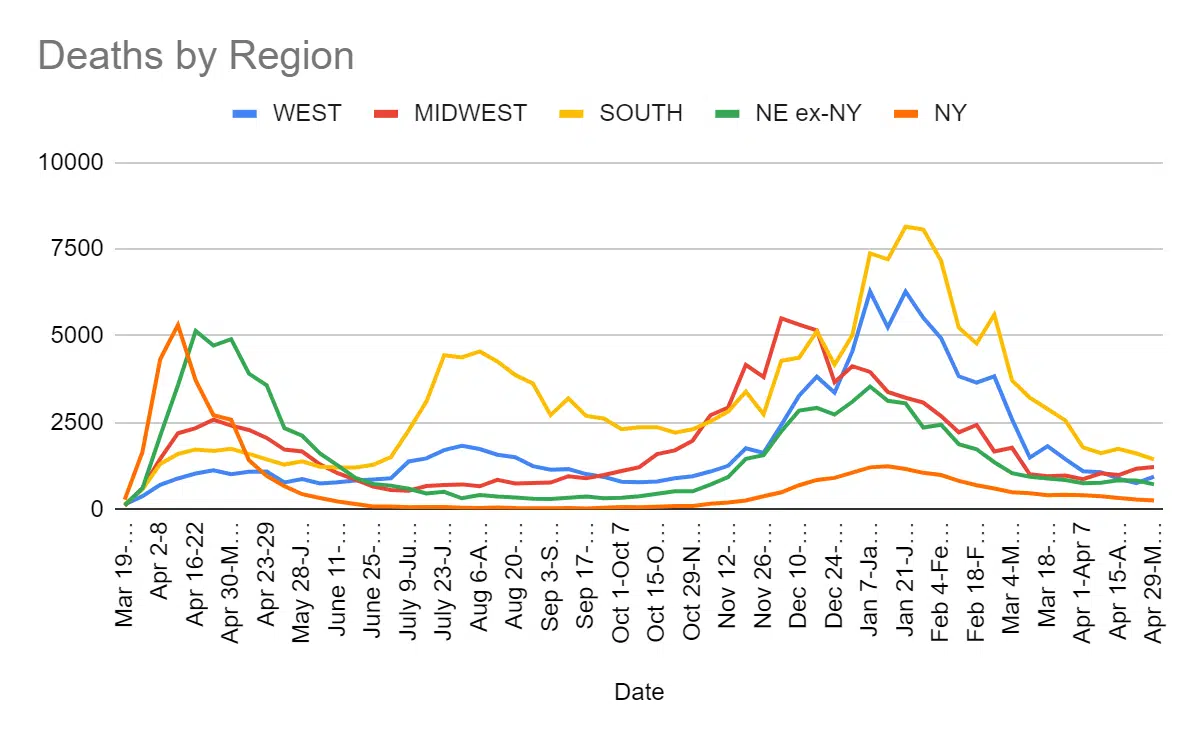 Deaths by Region
WEST MIDWEST SOUTH NE ex-NY NY
10000
7500
5000
2500
0
Mar 19-…
Apr 2-8
Apr 16-22
Apr 30-M…
Apr 23-29
May 28-J…
June 11-…
June 25-…
July 9-Ju…
July 23-J…
Aug 6-A…
Aug 20-…
Sep 3-S…
Sep 17-…
Oct 1-Oct 7
Oct 15-O…
Oct 29-N…
Nov 12-…
Nov 26-…
Dec 10-…
Dec 24-…
Jan 7-Ja…
Jan 21-J…
Feb 4-Fe…
Feb 18-F…
Mar 4-M…
Mar 18-…
Apr 1-Apr 7
Apr 15-A…
Apr 29-M…
Date